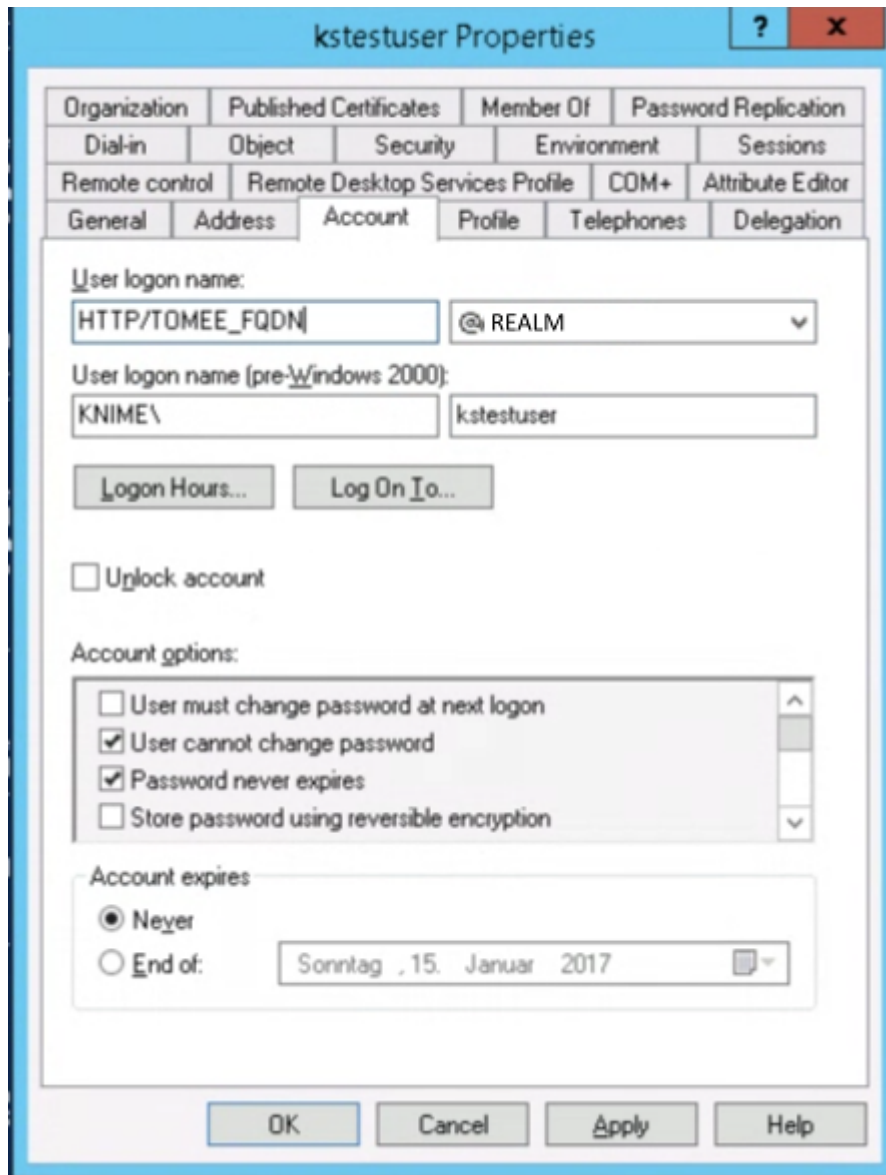 kstestuser Properties ? x
Organization Published Certificates Member Of Password Replication
Dial-in Object Security Environment Sessions
Remote control Remote Desktop Services Profile COM+ Attribute Editor
General Address Account Profile Telephones Delegation
User logon name:
HTTP/TOMEE_FQDN @ REALM
User logon name (pre-Windows 2000):
KNIME\ kstestuser
Logon Hours... Log On To...
Unlock account
Account options:
User must change password at next logon
User cannot change password
Password never expires
Store password using reversible encryption
Account expires
Never
End of: Sonntag , 15. Januar 2017
OK Cancel Apply Help